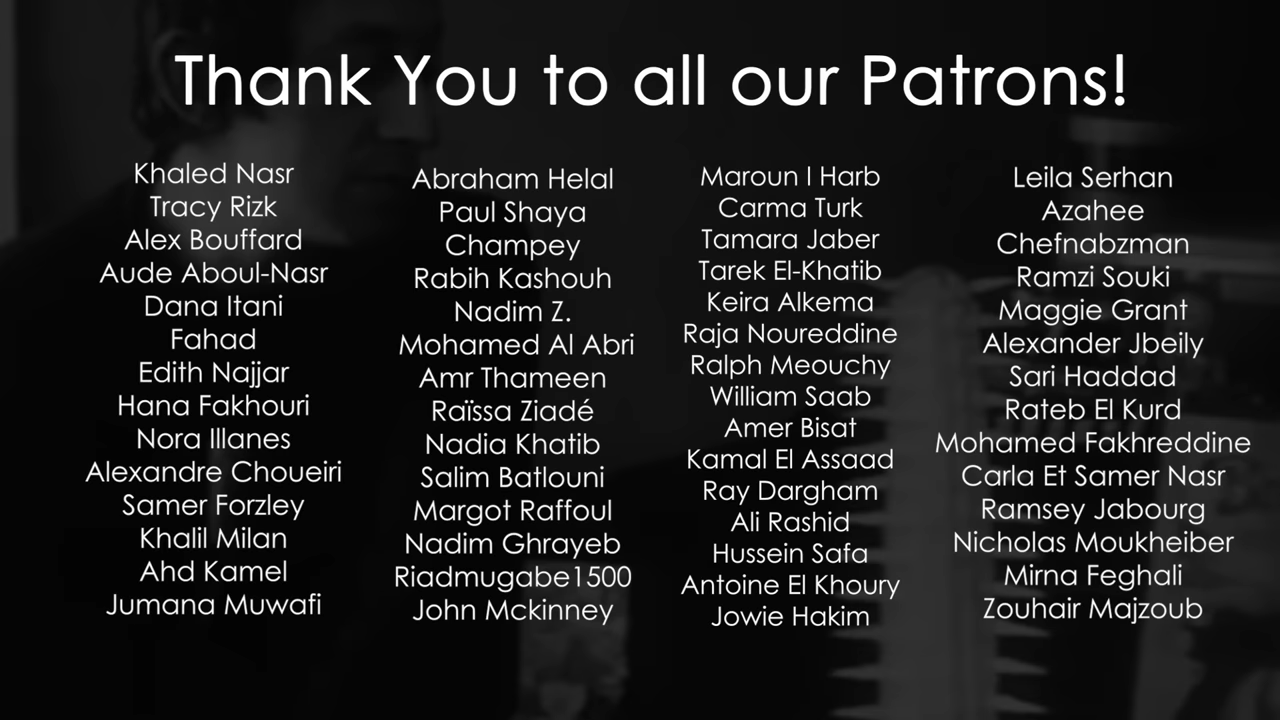 Thank You to all our Patrons!
Khaled Nasr
Tracy Rizk
Alex Bouffard
Aude Aboul-Nasr
Dana Itani
Fahad
Edith Najjar
Hana Fakhouri
Nora Illanes
Alexandre Choueiri
Samer Forzley
Khalil Milan
Ahd Kamel
Jumana Muwafi
Abraham Helal
Paul Shaya
Champey
Rabih Kashouh
Nadim Z.
Mohamed Al Abri
Amr Thameen
Raïssa Ziadé
Nadia Khatib
Salim Batlouni
Margot Raffoul
Nadim Ghrayeb
Riadmugabe1500
John Mckinney
Maroun I Harb
Carma Turk
Tamara Jaber
Tarek El-Khatib
Keira Alkema
Raja Noureddine
Ralph Meouchy
William Saab
Amer Bisat
Kamal El Assaad
Ray Dargham
Ali Rashid
Hussein Safa
Antoine El Khoury
Jowie Hakim
Leila Serhan
Azahee
Chefnabzman
Ramzi Souki
Maggie Grant
Alexander Jbeily
Sari Haddad
Rateb El Kurd
Mohamed Fakhreddine
Carla Et Samer Nasr
Ramsey Jabourg
Nicholas Moukheiber
Mirna Feghali
Zouhair Majzoub